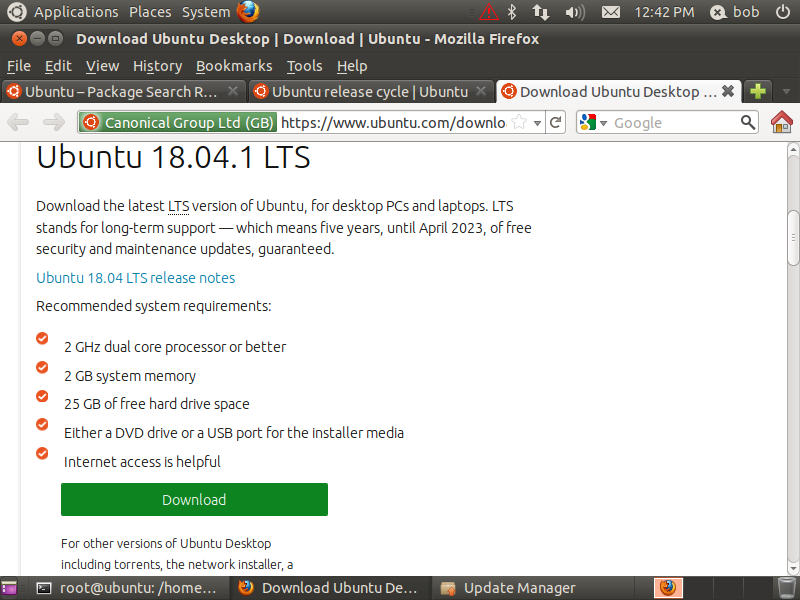 Applications Places System 12:42 PM bob
Download Ubuntu Desktop | Download | Ubuntu - Mozilla Firefox
File Edit View History Bookmarks Tools Help
Ubuntu – Package Search R... Ubuntu release cycle | Ubuntu Download Ubuntu Desktop ...
Canonical Group Ltd (GB) https://www.ubuntu.com/downlo Google
Ubuntu 18.04.1 LTS
Download the latest LTS version of Ubuntu, for desktop PCs and laptops. LTS
stands for long-term support — which means five years, until April 2023, of free
security and maintenance updates, guaranteed.
Ubuntu 18.04 LTS release notes
Recommended system requirements:
2 GHz dual core processor or better
2 GB system memory
25 GB of free hard drive space
Either a DVD drive or a USB port for the installer media
Internet access is helpful
Download
For other versions of Ubuntu Desktop
including torrents, the network installer, a
root@ubuntu: /home... Download Ubuntu De... Update Manager